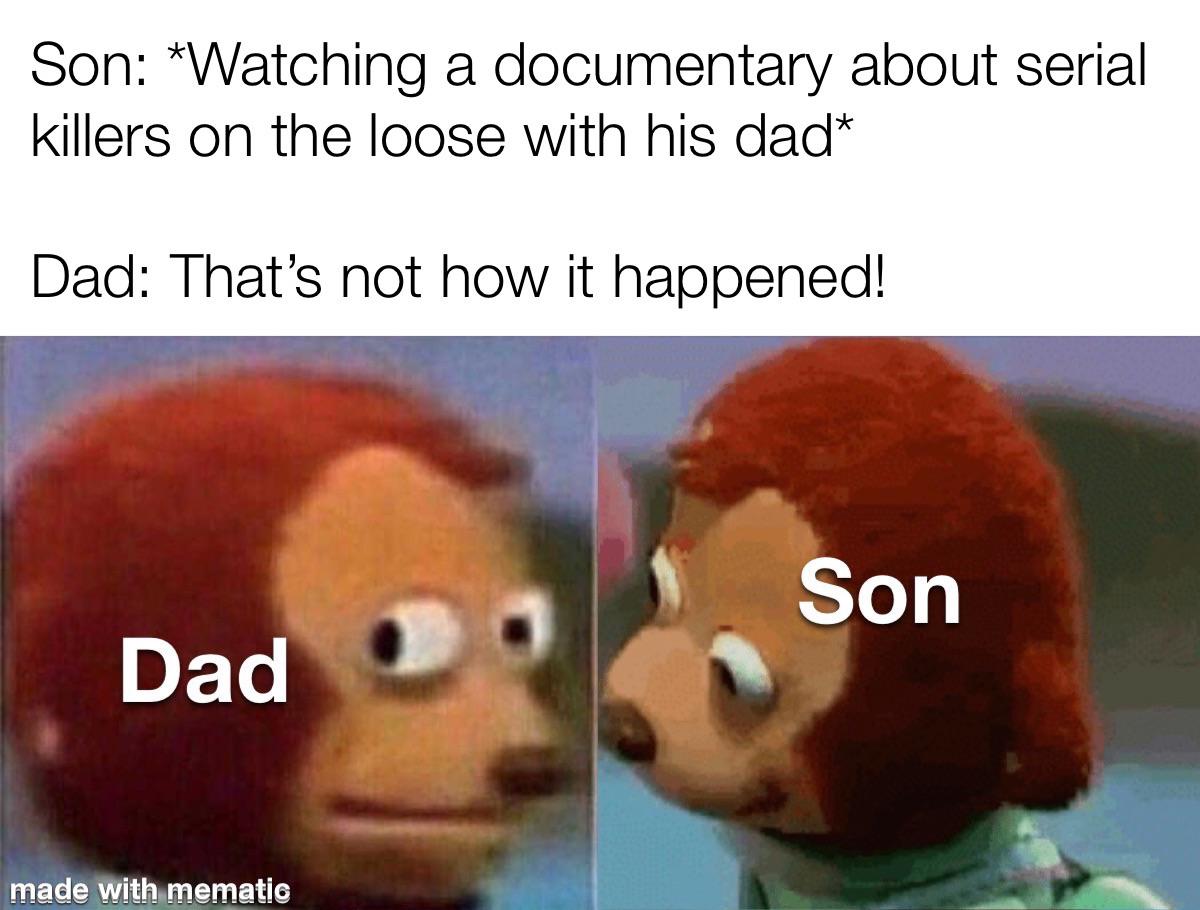 Son: *Watching a documentary about serial
killers on the loose with his dad*
Dad: That’s not how it happened!
Son
Dad
made with mematic